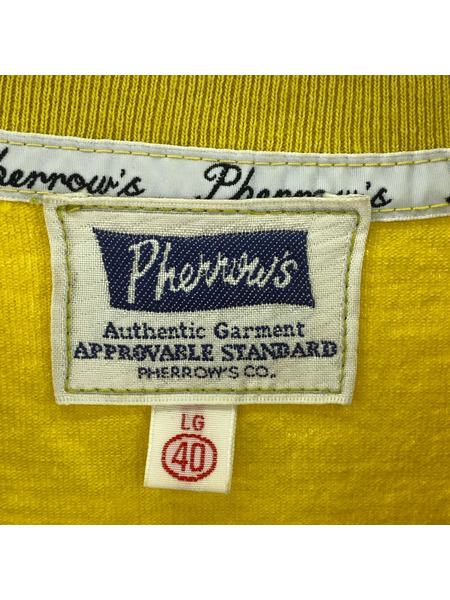 Pherrow's Pherrow's
Pherrow's
Authentic Garment
APPROVABLE STANDARD
PHERROW'S CO.
LG
40